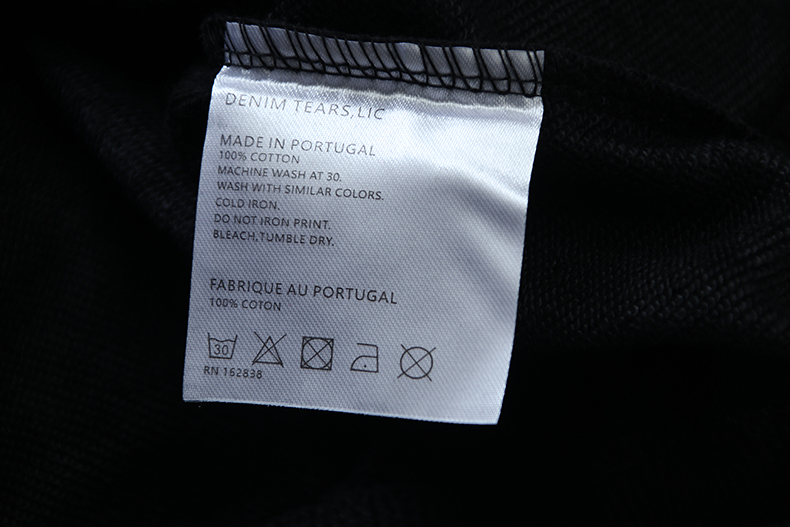 DENIM TEARS,LIC
MADE IN PORTUGAL
100% COTTON
MACHINE WASH AT 30.
WASH WITH SIMILAR COLORS.
COLD IRON.
DO NOT IRON PRINT.
BLEACH,TUMBLE DRY.
FABRIQUE AU PORTUGAL
100% COTON
30
RN 162838